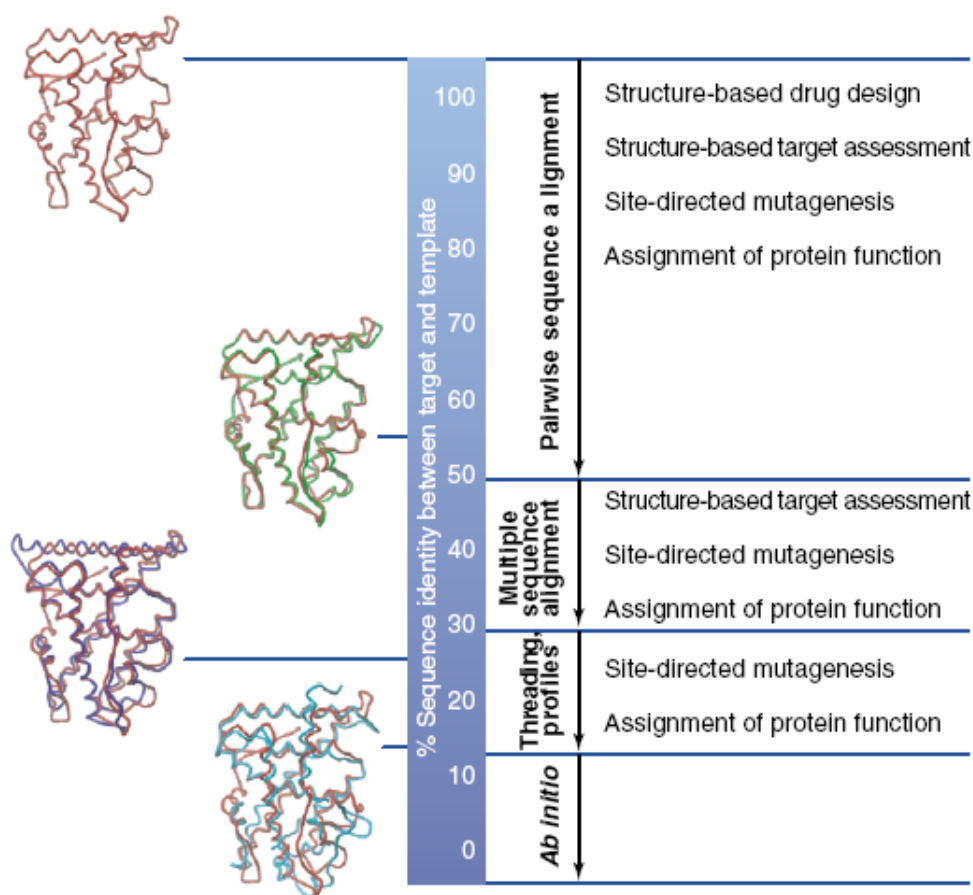 % Sequence identity between target and template
100
90
80
70
60
50
40
30
20
10
0
Pairwise sequence a lignment
Structure-based drug design
Structure-based target assessment
Site-directed mutagenesis
Assignment of protein function
Multiple
sequence
alignment
Structure-based target assessment
Site-directed mutagenesis
Assignment of protein function
Threading,
profiles
Site-directed mutagenesis
Assignment of protein function
Ab initio